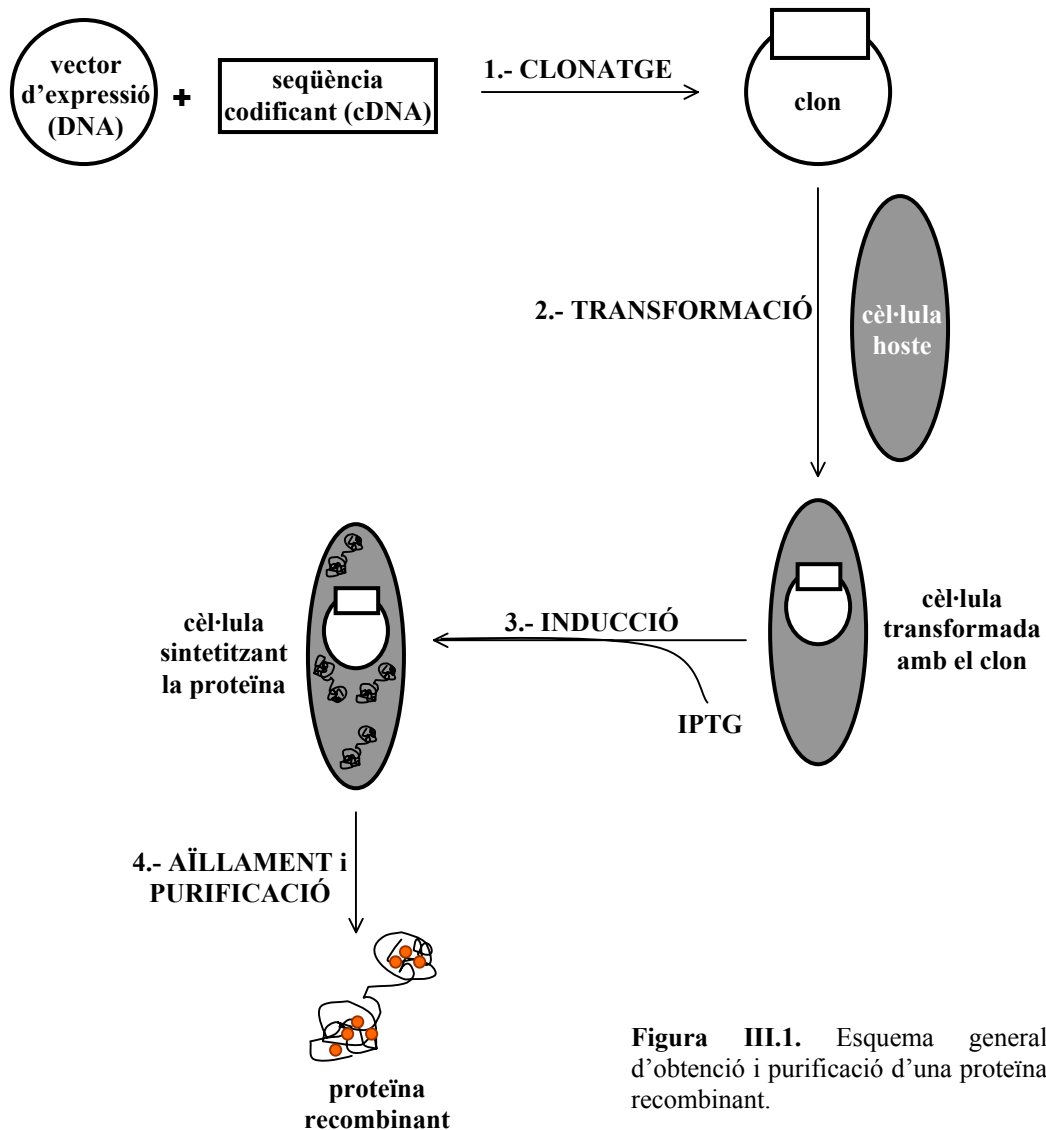 vector
d'expressió
(DNA)
+
seqüència
codificant (cDNA)
1.- CLONATGE
clon
2.- TRANSFORMACIÓ
cèl·lula
hoste
cèl·lula
transformada
amb el clon
3.- INDUCCIÓ
IPTG
cèl·lula
sintetitzant
la proteïna
4.- AÏLLAMENT i
PURIFICACIÓ
proteïna
recombinant
Figura III.1. Esquema general
d'obtenció i purificació d'una proteïna
recombinant.